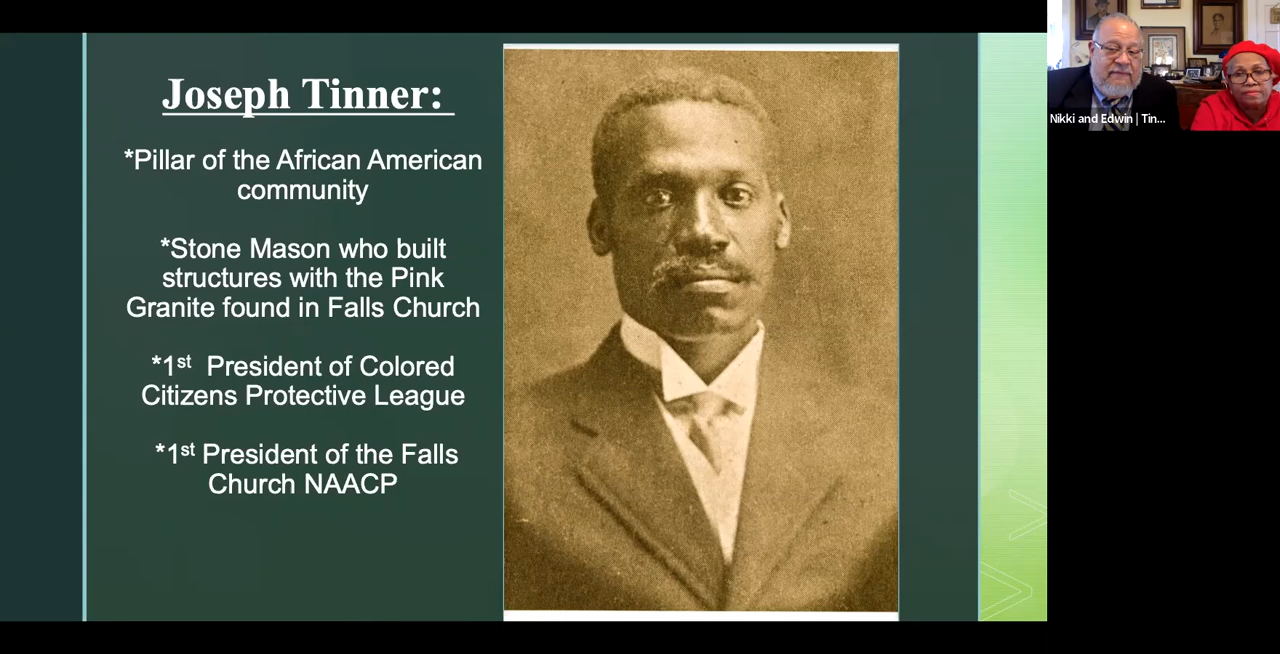 Joseph Tinner:
*Pillar of the African American
community
*Stone Mason who built
structures with the Pink
Granite found in Falls Church
*1st President of Colored
Citizens Protective League
*1st President of the Falls
Church NAACP
Nikki and Edwin | Tin...